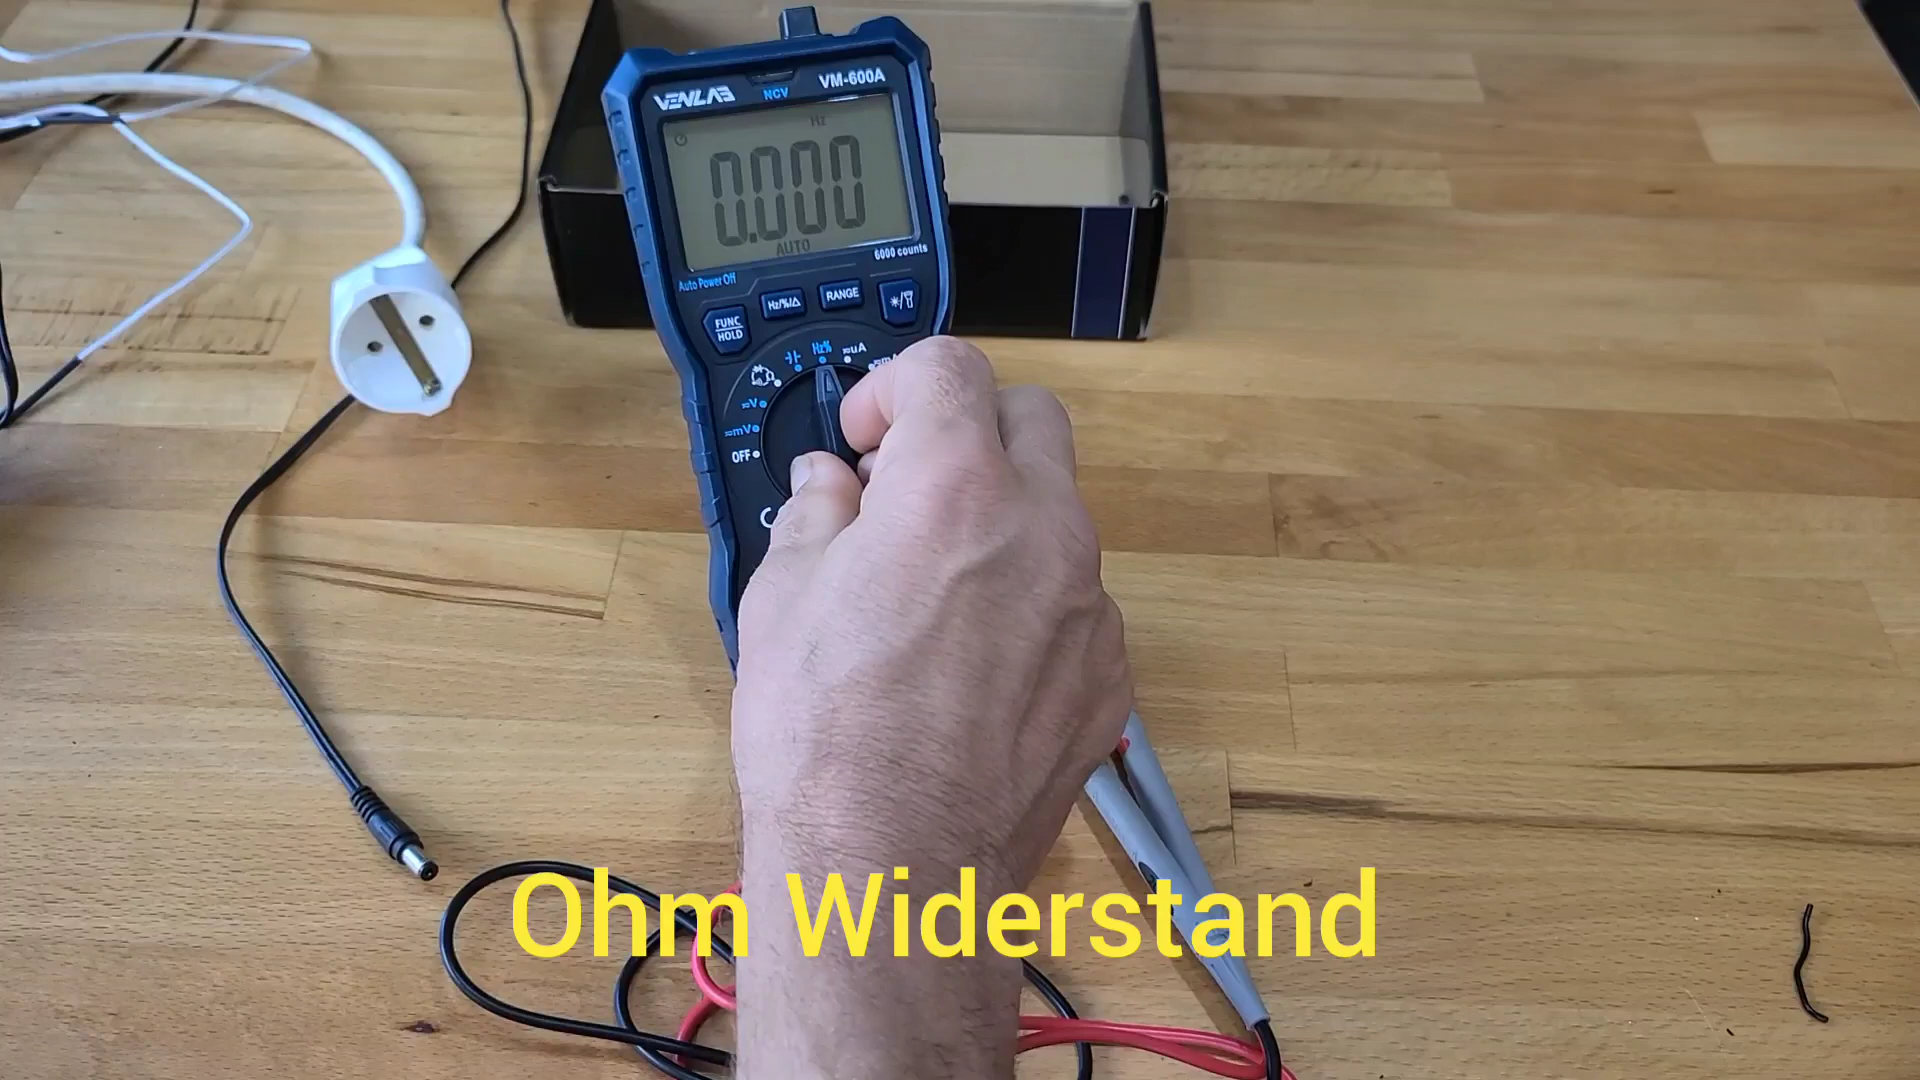 VENLAB
NCV
VM-600A
Hz
0.000
AUTO
6000 counts
Auto Power Off
FUNC
HOLD
Hz/%/Δ
RANGE
Hz%
uA
V
mV
OFF
Ohm Widerstand